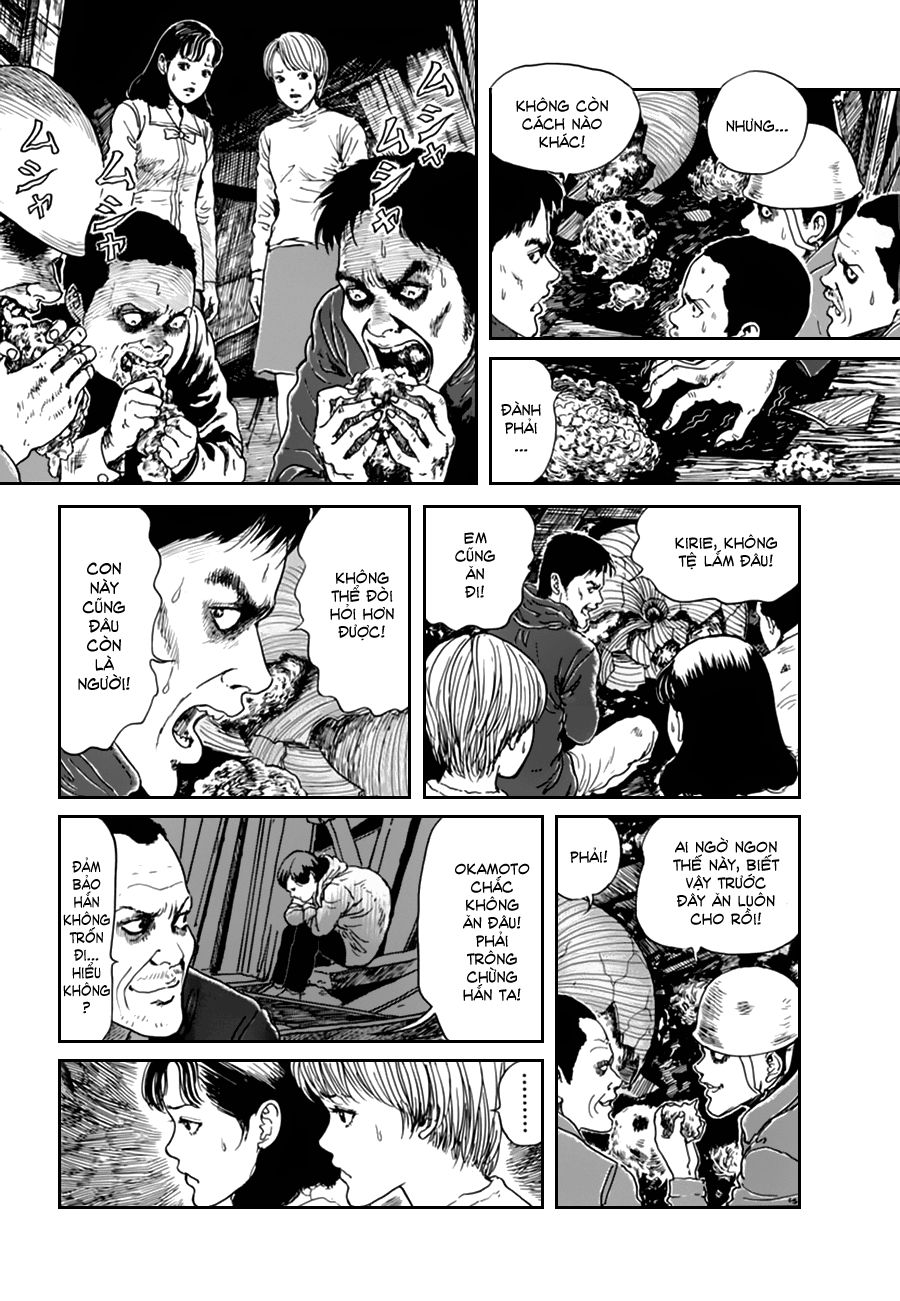 KHÔNG CÒN
CÁCH NÀO
KHÁC!
NHƯNG...
ĐÀNH
PHẢI
...
ムシャ
ムシャ
ムシャ
ムシャ
KIRIE, KHÔNG
TỆ LẮM ĐÂU!
EM
CŨNG
ĂN
ĐI!
KHÔNG
THỂ ĐÒI
HỎI HƠN
ĐƯỢC!
CON
NÀY
CŨNG
ĐÂU
CÒN
LÀ
NGƯỜI!
AI NGỜ NGON
THẾ NÀY, BIẾT
VẬY TRƯỚC
ĐÂY ĂN LUÔN
CHO RỒI!
PHẢI!
OKAMOTO
CHẮC
KHÔNG
ĂN ĐÂU!
PHẢI
TRÔNG
CHỪNG
HẮN TA!
ĐẢM
BẢO
HẮN
KHÔNG
TRỐN
ĐI...
HIỂU
KHÔNG
?
.........